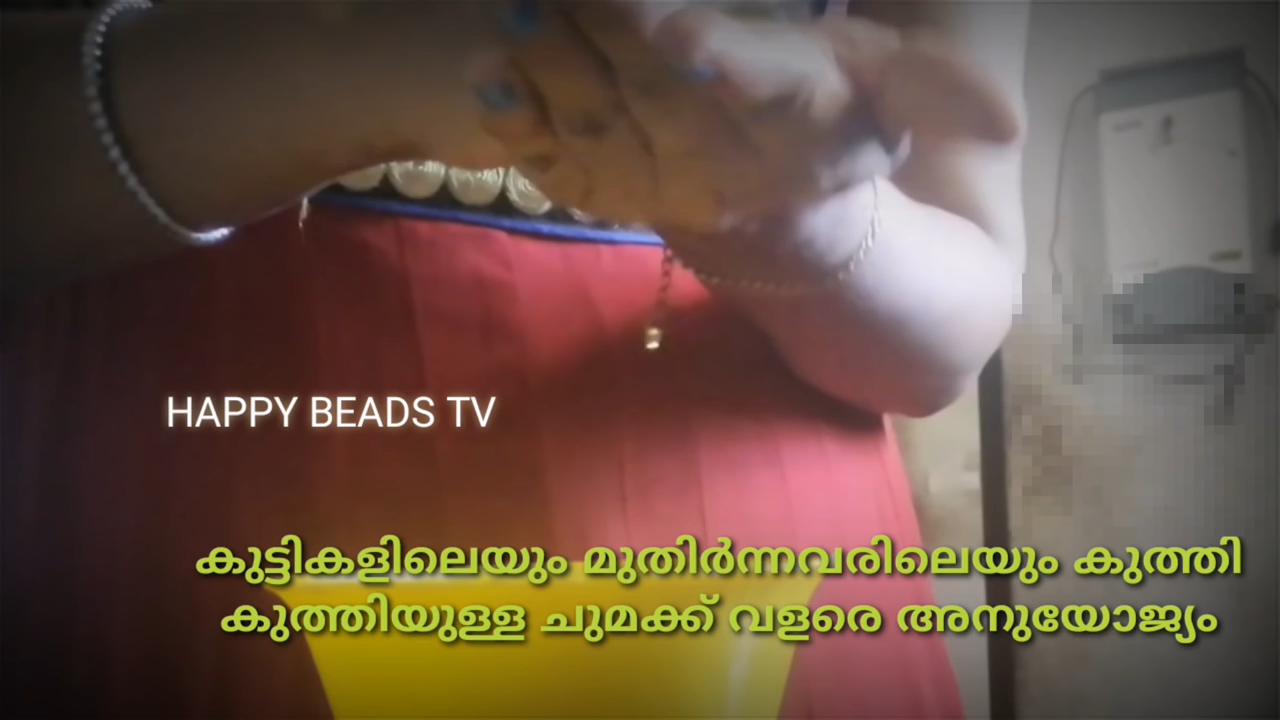 HAPPY BEADS TV
കുട്ടികളിലെയും മുതിർന്നവരിലെയും കുത്തി
കുത്തിയുള്ള ചുമക്ക് വളരെ അനുയോജ്യം